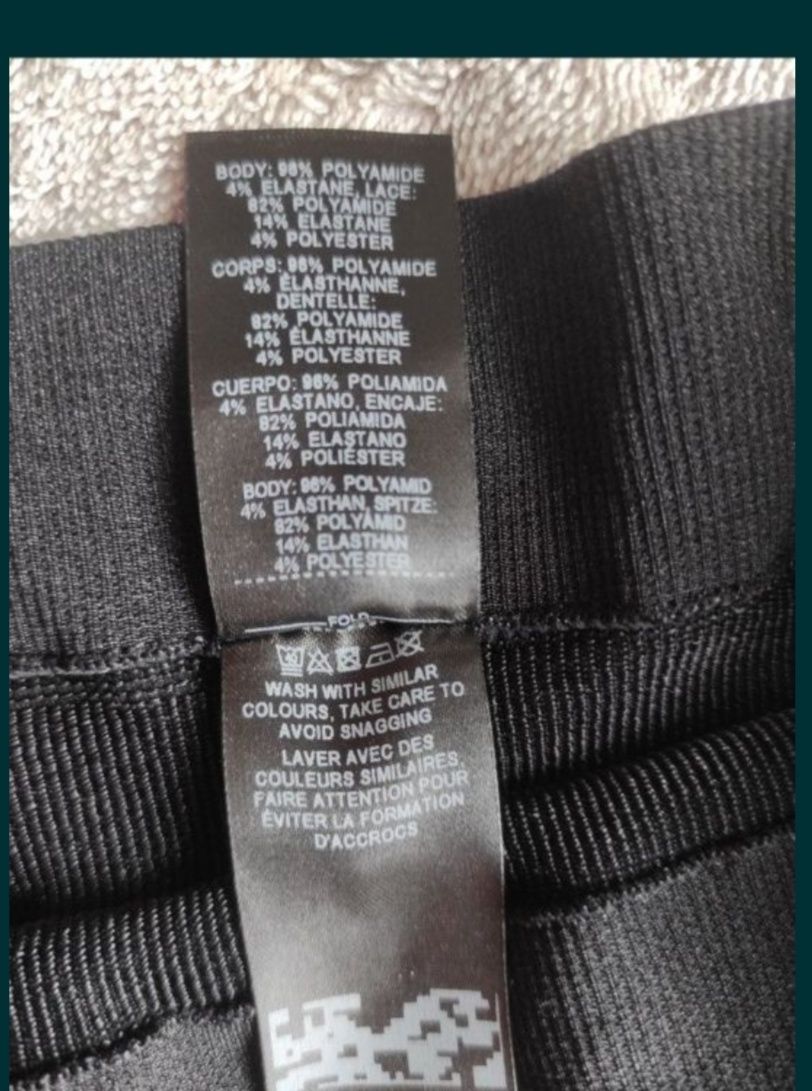 BODY: 96% POLYAMIDE
4% ELASTANE, LACE:
82% POLYAMIDE
14% ELASTANE
4% POLYESTER
CORPS: 96% POLYAMIDE
4% ÉLASTHANNE,
DENTELLE:
82% POLYAMIDE
14% ÉLASTHANNE
4% POLYESTER
CUERPO: 96% POLIAMIDA
4% ELASTANO, ENCAJE:
82% POLIAMIDA
14% ELASTANO
4% POLIÉSTER
BODY: 96% POLYAMID
4% ELASTHAN, SPITZE:
82% POLYAMID
14% ELASTHAN
4% POLYESTER
FOLD
WASH WITH SIMILAR
COLOURS, TAKE CARE TO
AVOID SNAGGING
LAVER AVEC DES
COULEURS SIMILAIRES,
FAIRE ATTENTION POUR
ÉVITER LA FORMATION
D'ACCROCS